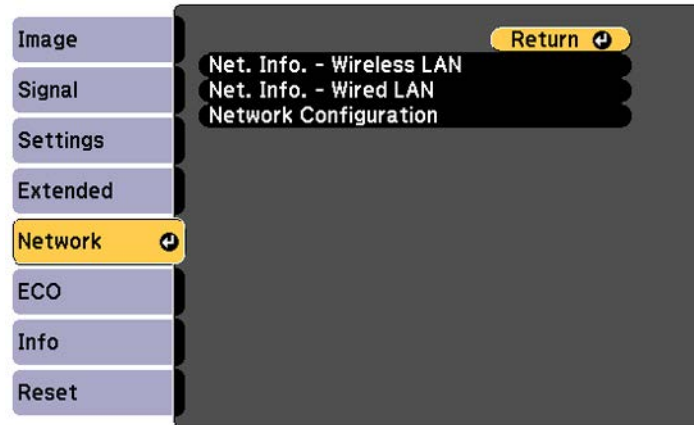 Image
Signal
Settings
Extended
Network
ECO
Info
Reset
Return
Net. Info. - Wireless LAN
Net. Info. - Wired LAN
Network Configuration